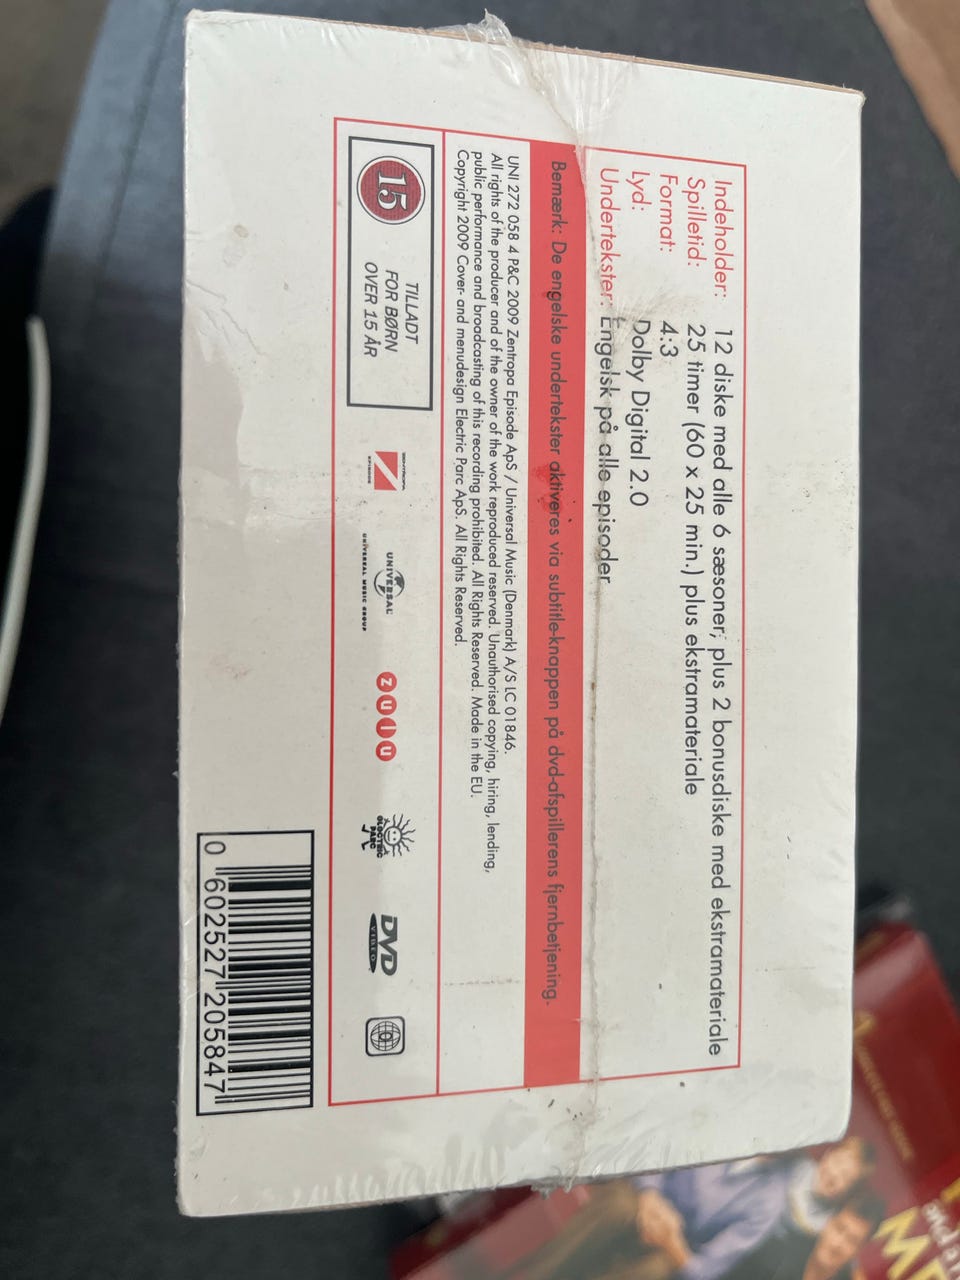 Indeholder: 12 diske med alle 6 sæsoner, plus 2 bonusdiske med ekstramateriale
Spilletid: 25 timer (60 x 25 min.) plus ekstramateriale
Format: 4:3
Lyd: Dolby Digital 2.0
Undertekster: Engelsk på alle episoder
Bemærk: De engelske undertekster aktiveres via subtitle-knappen på dvd-afspillerens fjernbetjening.
UNI 272 058 4 P&C 2009 Zentropa Episode ApS / Universal Music (Denmark) A/S LC 01846.
All rights of the producer and of the owner of the work reproduced reserved. Unauthorised copying, hiring, lending,
public performance and broadcasting of this recording prohibited. All Rights Reserved. Made in the EU.
Copyright 2009 Cover- and menudesign Electric Parc ApS. All Rights Reserved.
15
TILLADT
FOR BØRN
OVER 15 ÅR
ZENTROPA
EPISODE
UNIVERSAL
UNIVERSAL MUSIC GROUP
ZULU
ELECTRIC
PARC
DVD
VIDEO
0
0 602527 205847